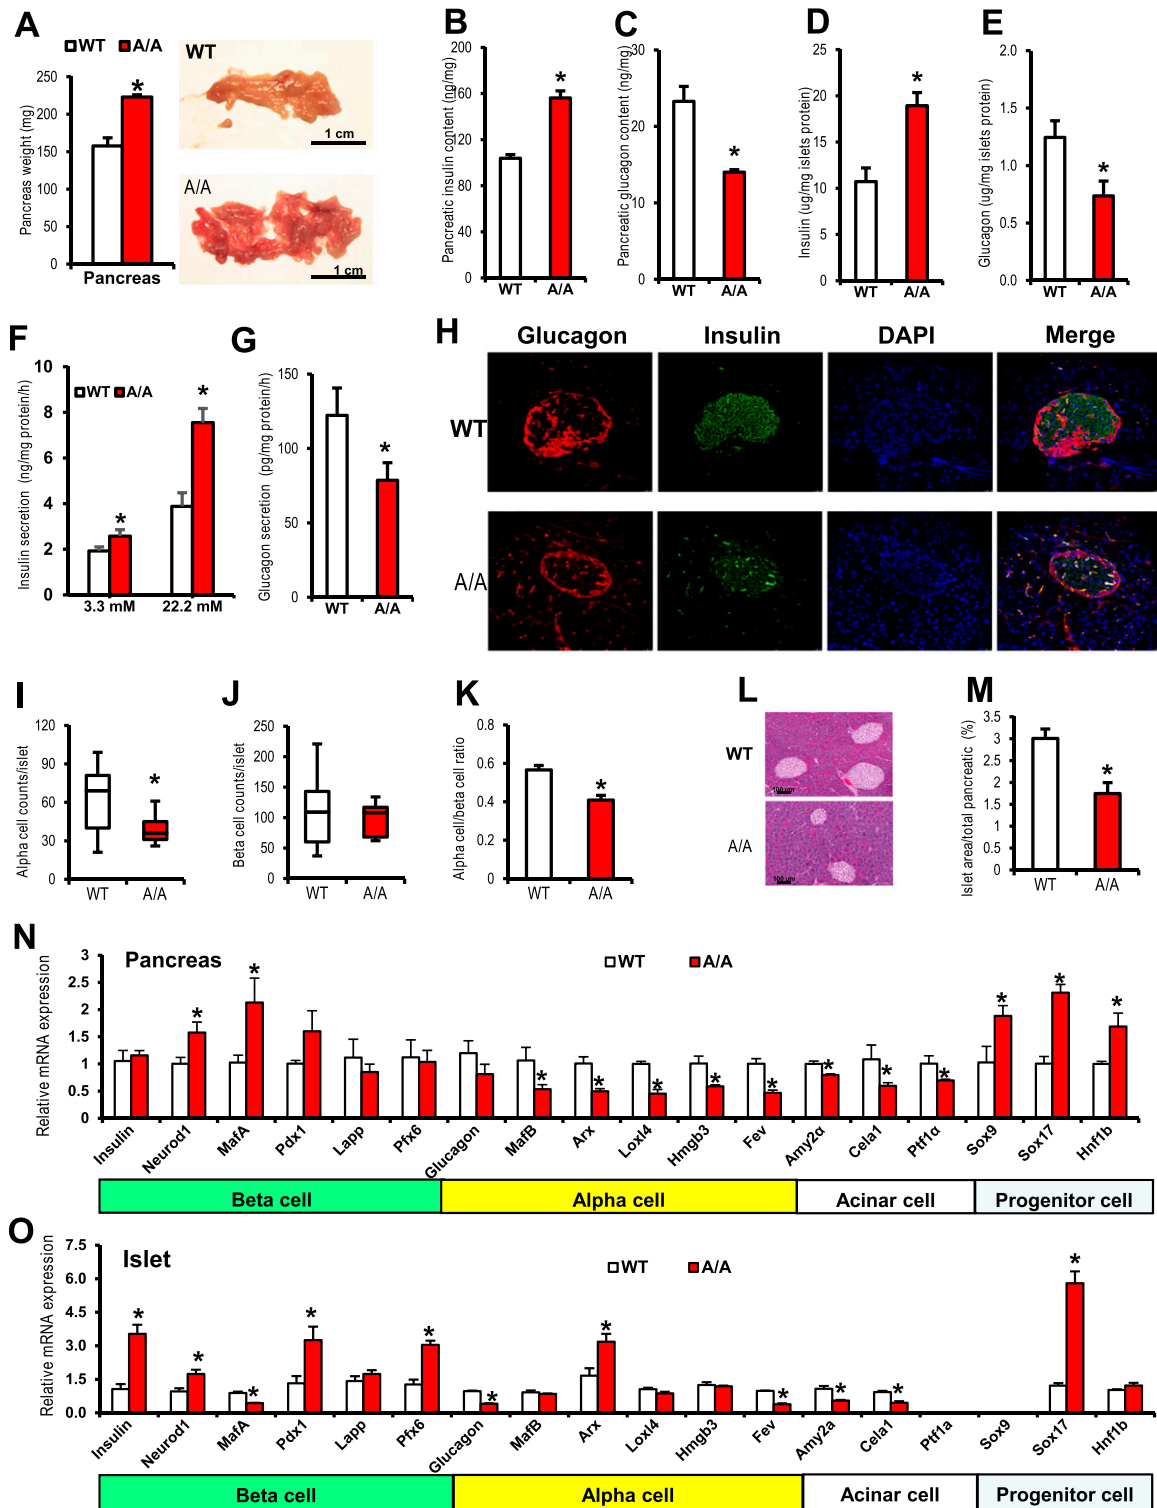 A
WT A/A
Pancreas weight (mg)
250
200
150
100
50
0
*
Pancreas
WT
1 cm
A/A
1 cm
B
Pancreatic insulin content (ng/mg)
200
160
120
80
40
0
*
WT A/A
C
Pancreatic glucagon content (ng/mg)
30
20
10
0
*
WT A/A
D
Insulin (ug/mg islets protein)
25
20
15
10
5
0
*
WT A/A
E
Glucagon (ug/mg islets protein)
2.0
1.5
1.0
0.5
0.0
*
WT A/A
F
Insulin secretion (ng/mg protein/h)
10
8
6
4
2
0
WT A/A
*
*
3.3 mM 22.2 mM
G
Glucagon secretion (pg/mg protein/h)
150
100
50
0
*
WT A/A
H
Glucagon Insulin DAPI Merge
WT
A/A
I
Alpha cell counts/islet
120
90
60
30
0
*
WT A/A
J
Beta cell counts/islet
250
200
150
100
50
0
WT A/A
K
Alpha cell/beta cell ratio
0.8
0.6
0.4
0.2
0
*
WT A/A
L
WT
100 um
A/A
100 um
M
Islet area/total pancreatic (%)
3.5
3
2.5
2
1.5
1
0.5
0
*
WT A/A
N
Pancreas
WT A/A
Relative mRNA expression
3
2.5
2
1.5
1
0.5
0
* * * * * * * * * * * * *
Insulin Neurod1 MafA Pdx1 Lapp Pfx6 Glucagon MafB Arx Loxl4 Hmgb3 Fev Amy2α Cela1 Ptf1α Sox9 Sox17 Hnf1b
Beta cell Alpha cell Acinar cell Progenitor cell
O
Islet
WT A/A
Relative mRNA expression
7.5
6.0
4.5
3.0
1.5
0.0
* * * * * * * * * * *
Insulin Neurod1 MafA Pdx1 Lapp Pfx6 Glucagon MafB Arx Loxl4 Hmgb3 Fev Amy2a Cela1 Ptf1a Sox9 Sox17 Hnf1b
Beta cell Alpha cell Acinar cell Progenitor cell